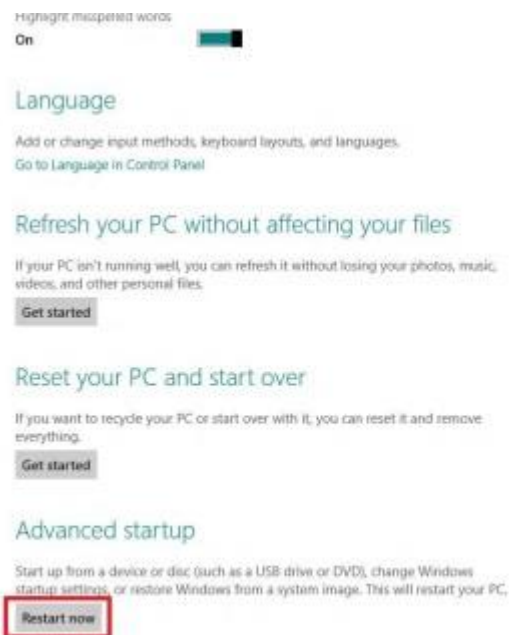 Highlight misspelled words
On
Language
Add or change input methods, keyboard layouts, and languages.
Go to Language in Control Panel
Refresh your PC without affecting your files
If your PC isn't running well, you can refresh it without losing your photos, music,
videos, and other personal files.
Get started
Reset your PC and start over
If you want to recycle your PC or start over with it, you can reset it and remove
everything.
Get started
Advanced startup
Start up from a device or disc (such as a USB drive or DVD), change Windows
startup settings, or restore Windows from a system image. This will restart your PC.
Restart now